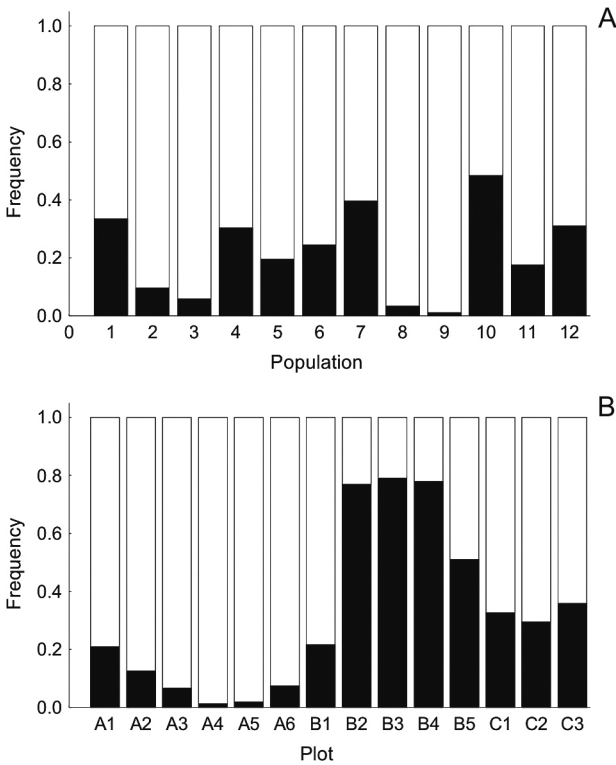 A
1.0
0.8
0.6
0.4
0.2
0.0
Frequency
0 1 2 3 4 5 6 7 8 9 10 11 12
Population
B
1.0
0.8
0.6
0.4
0.2
0.0
Frequency
A1 A2 A3 A4 A5 A6 B1 B2 B3 B4 B5 C1 C2 C3
Plot